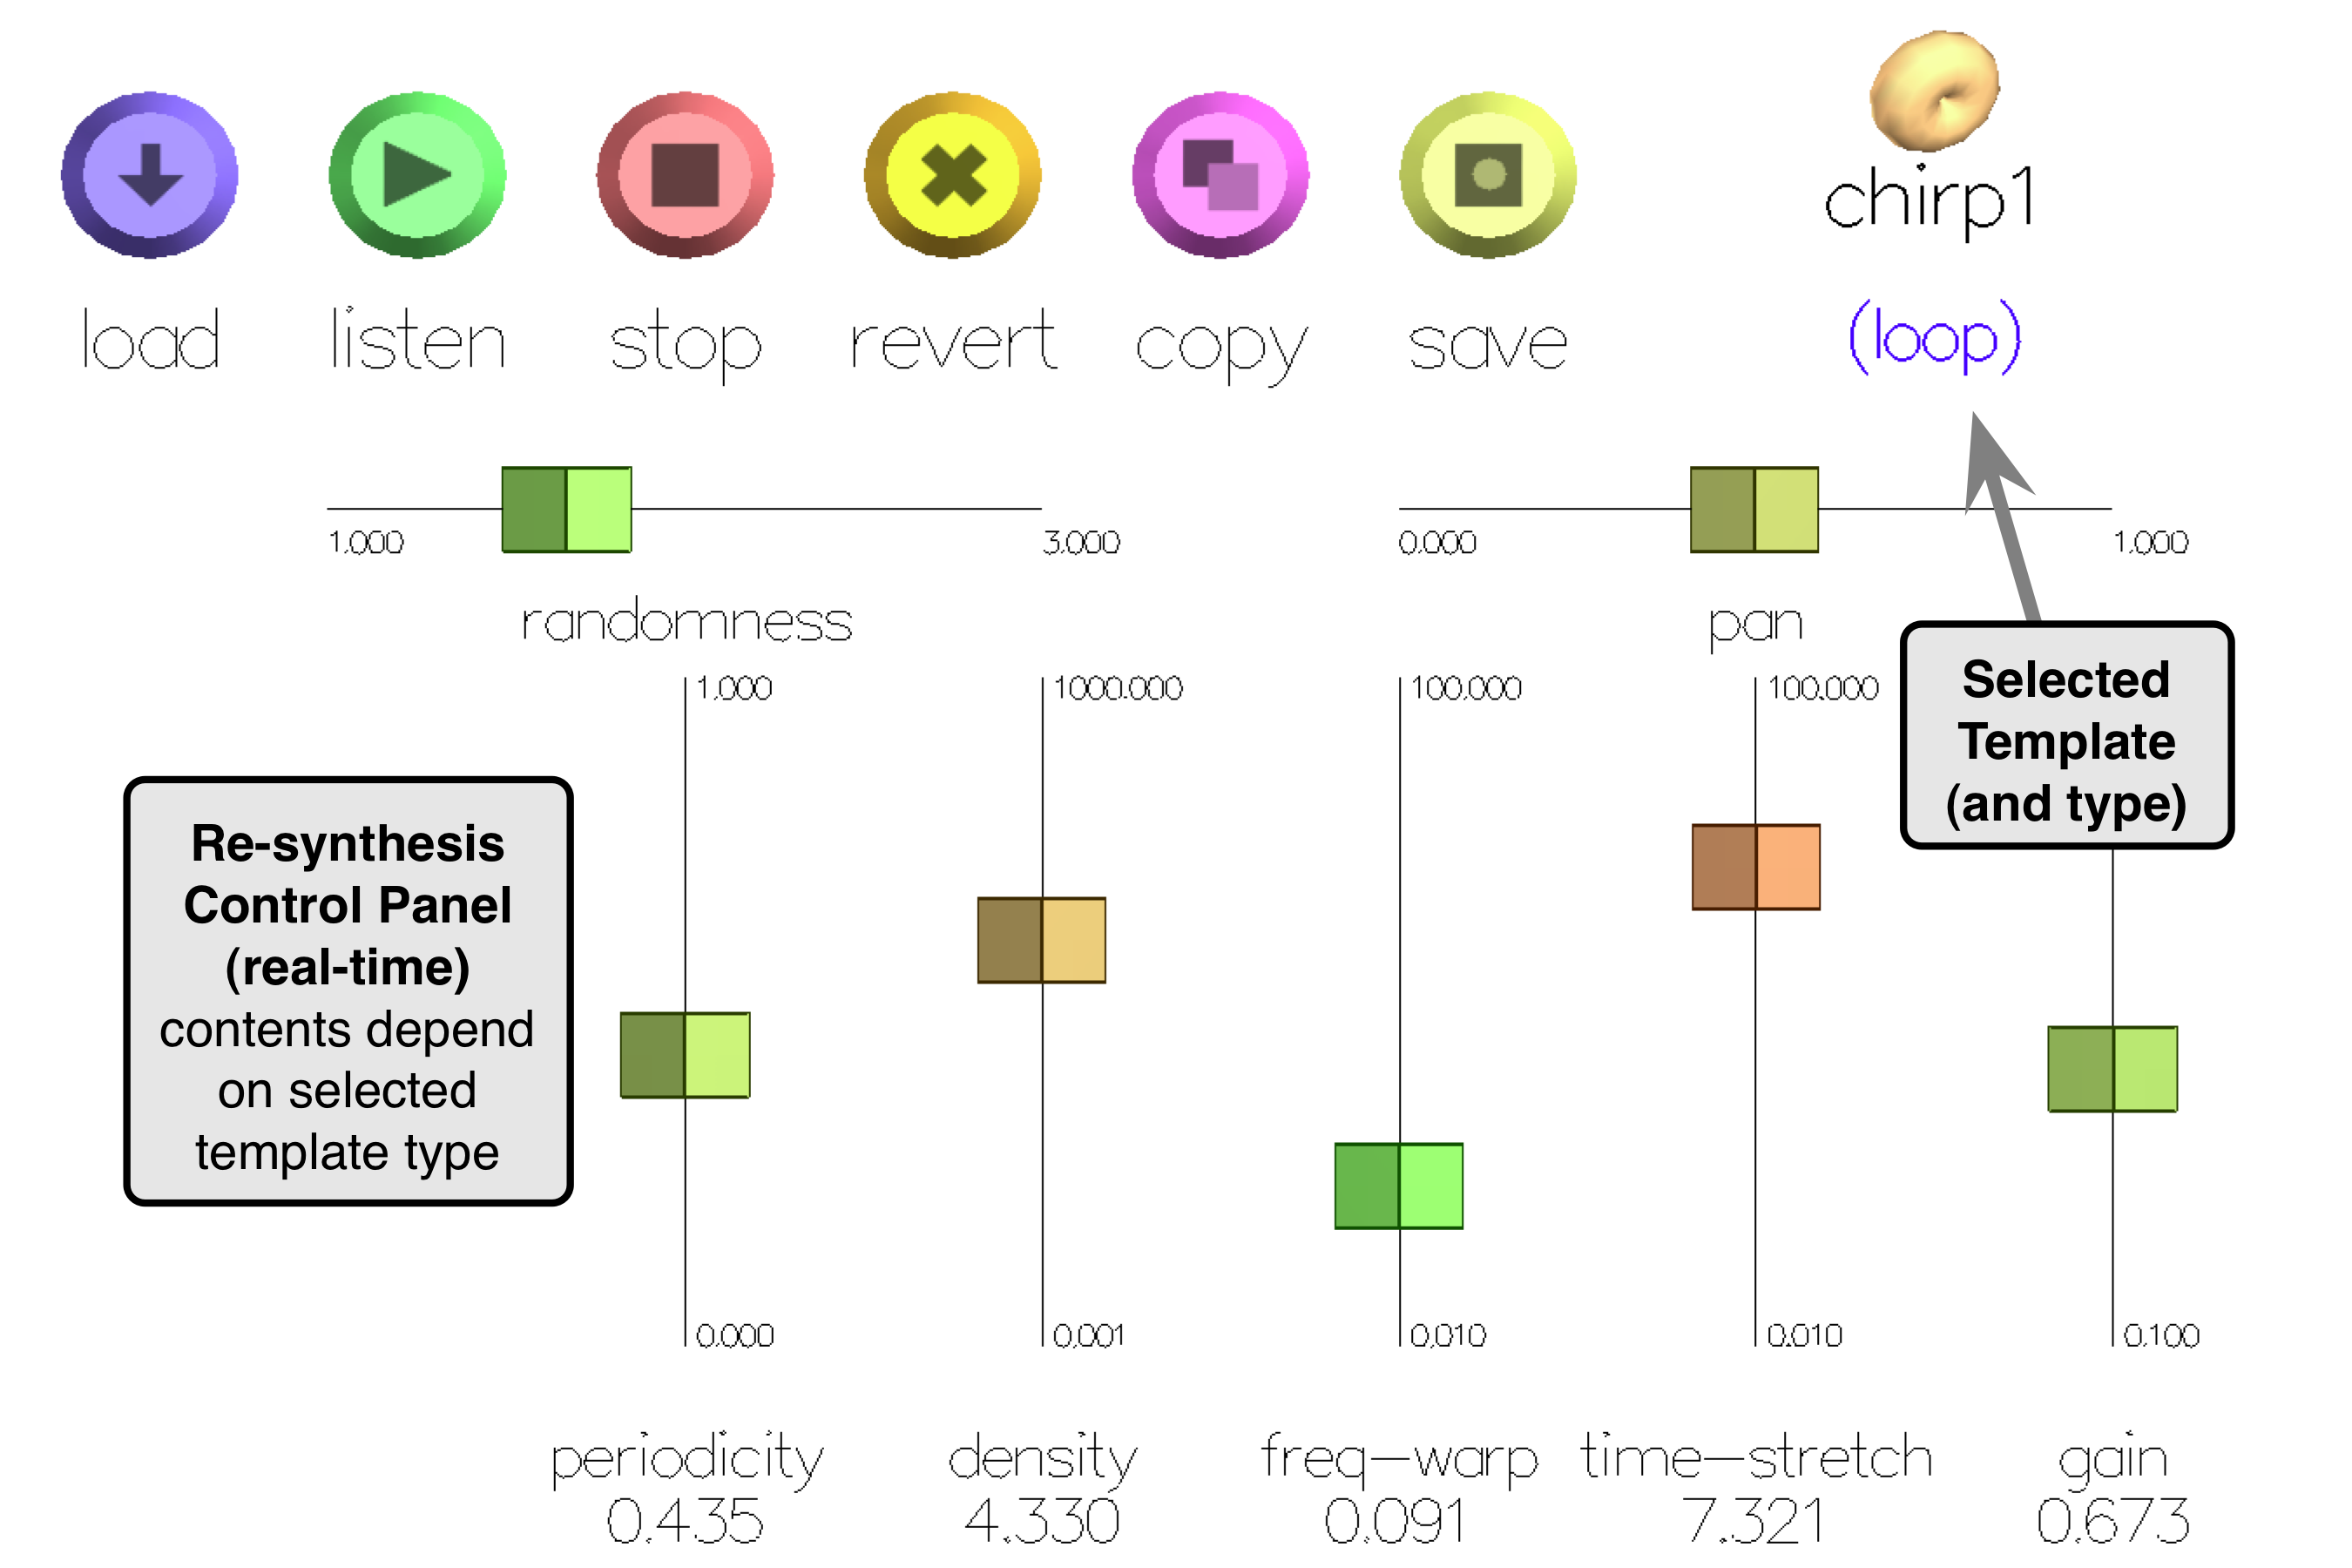 chirp1
load listen stop revert copy save (loop)
1.000 3.000 0.000 1.000
randomness pan
1.000 1000.000 100.000 100.000
Selected
Template
(and type)
Re-synthesis
Control Panel
(real-time)
contents depend
on selected
template type
0.000 0.001 0.010 0.010 0.100
periodicity density freq-warp time-stretch gain
0.435 4.330 0.091 7.321 0.673